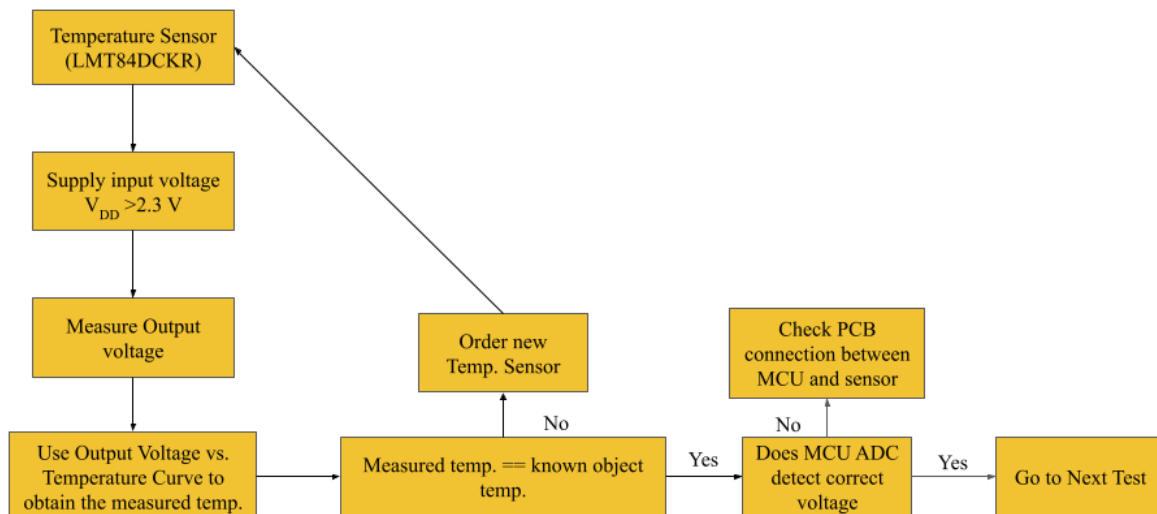 Temperature Sensor
(LMT84DCKR)
Supply input voltage
V_DD >2.3 V
Measure Output
voltage
Use Output Voltage vs.
Temperature Curve to
obtain the measured temp.
Measured temp. == known object
temp.
No
Order new
Temp. Sensor
Yes
Does MCU ADC
detect correct
voltage
No
Check PCB
connection between
MCU and sensor
Yes
Go to Next Test